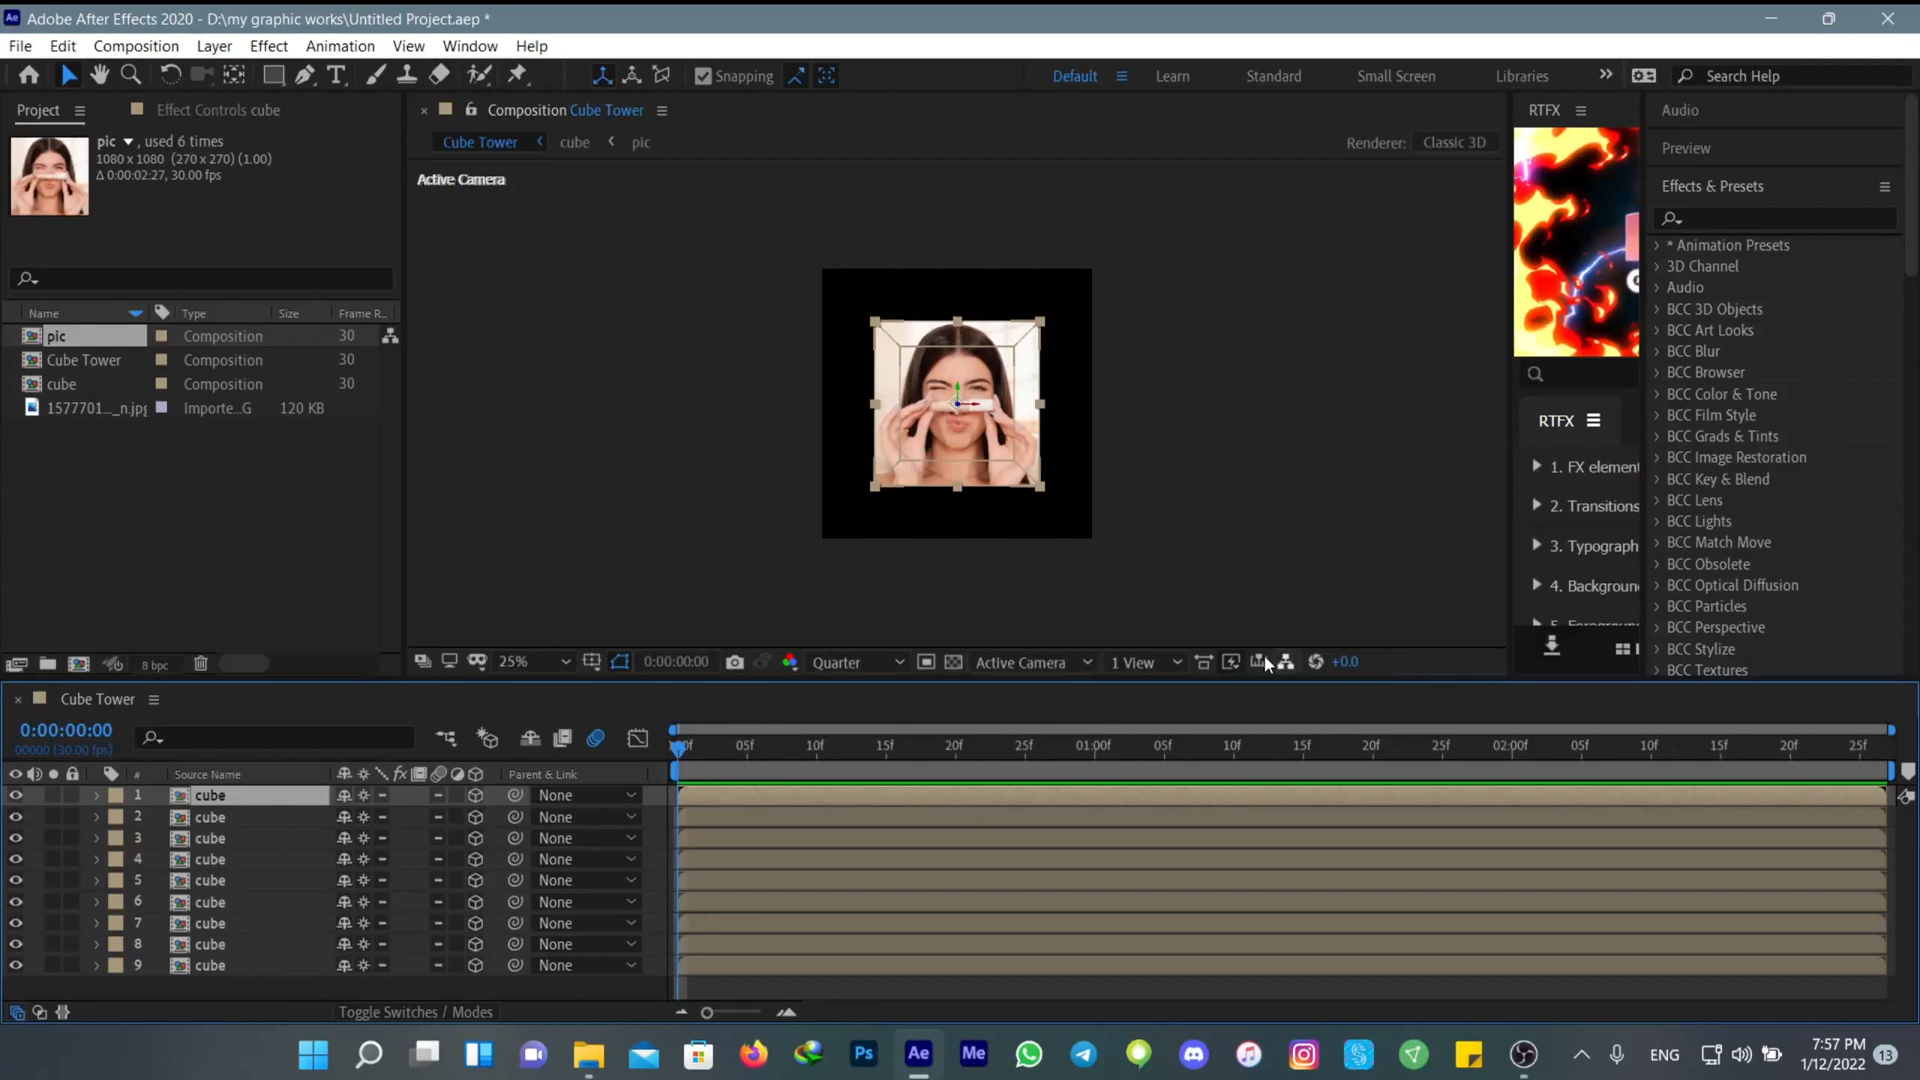 Adobe After Effects 2020 - D:\my graphic works\Untitled Project.aep *
File Edit Composition Layer Effect Animation View Window Help
Snapping Default Learn Standard Small Screen Libraries Search Help
Project Effect Controls cube
pic , used 6 times
1080 x 1080 (270 x 270) (1.00)
Δ 0:00:02:27, 30.00 fps
Name Type Size Frame R...
pic Composition 30
Cube Tower Composition 30
cube Composition 30
1577701..._n.jpg Importe...G 120 KB
8 bpc
Composition Cube Tower
Cube Tower cube pic
Renderer: Classic 3D
Active Camera
25% 0:00:00:00 Quarter Active Camera 1 View +0.0
RTFX
RTFX
1. FX element
2. Transitions
3. Typograph
4. Background
Audio
Preview
Effects & Presets
* Animation Presets
3D Channel
Audio
BCC 3D Objects
BCC Art Looks
BCC Blur
BCC Browser
BCC Color & Tone
BCC Film Style
BCC Grads & Tints
BCC Image Restoration
BCC Key & Blend
BCC Lens
BCC Lights
BCC Match Move
BCC Obsolete
BCC Optical Diffusion
BCC Particles
BCC Perspective
BCC Stylize
BCC Textures
Cube Tower
0:00:00:00
00000 (30.00 fps)
05f 10f 15f 20f 25f 01:00f 05f 10f 15f 20f 25f 02:00f 05f 10f 15f 20f 25f
# Source Name Parent & Link
1 cube None
2 cube None
3 cube None
4 cube None
5 cube None
6 cube None
7 cube None
8 cube None
9 cube None
Toggle Switches / Modes
Ps Ae Me ENG 7:57 PM
1/12/2022 13